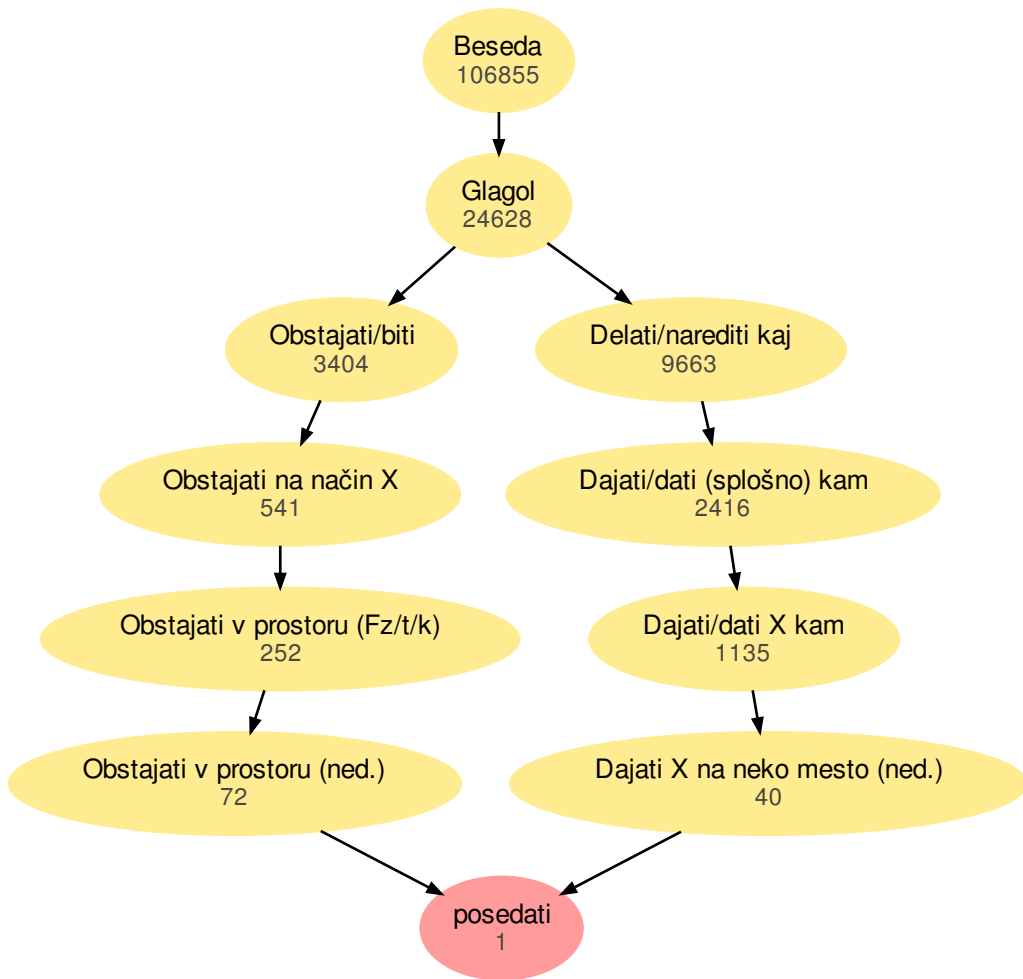 Beseda
106855
Glagol
24628
Obstajati/biti
3404
Delati/narediti kaj
9663
Obstajati na način X
541
Dajati/dati (splošno) kam
2416
Obstajati v prostoru (Fz/t/k)
252
Dajati/dati X kam
1135
Obstajati v prostoru (ned.)
72
Dajati X na neko mesto (ned.)
40
posedati
1